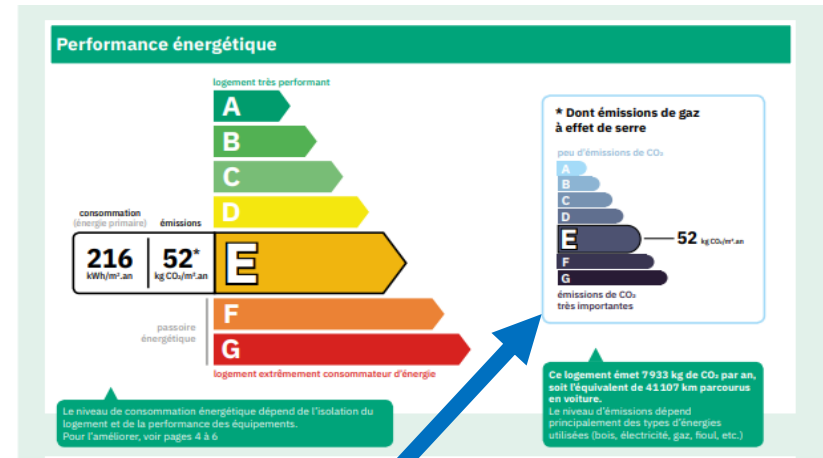 Performance énergétique
logement très performant
A
B
C
D
consommation
(énergie primaire)
émissions
216
kWh/m².an
52*
kg CO₂/m².an
E
F
G
passoire
énergétique
logement extrêmement consommateur d'énergie
Le niveau de consommation énergétique dépend de l'isolation du
logement et de la performance des équipements.
Pour l'améliorer, voir pages 4 à 6
* Dont émissions de gaz
à effet de serre
peu d'émissions de CO₂
A
B
C
D
E
52 kg CO₂/m².an
F
G
émissions de CO₂
très importantes
Ce logement émet 7 933 kg de CO₂ par an,
soit l'équivalent de 41 107 km parcourus
en voiture.
Le niveau d'émissions dépend
principalement des types d'énergies
utilisées (bois, électricité, gaz, fioul, etc.)